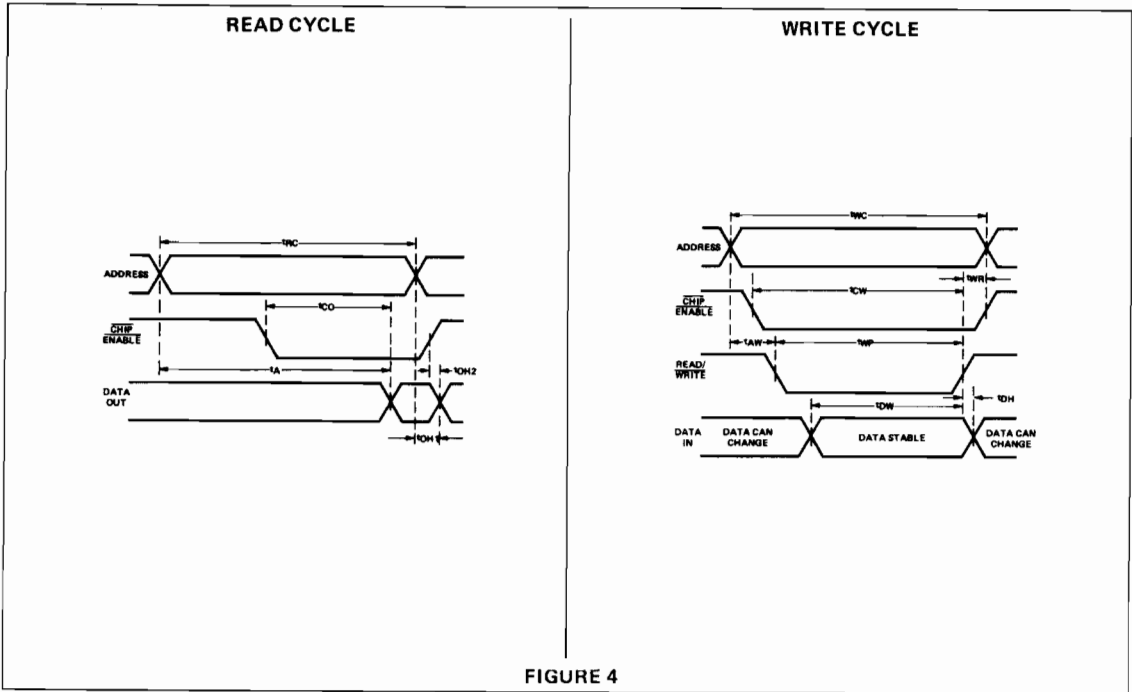 READ CYCLE
tRC
ADDRESS
tCO
CHIP
ENABLE
tA
tOH2
DATA
OUT
tOH1
WRITE CYCLE
tWC
ADDRESS
tWR
tCW
CHIP
ENABLE
tAW
tWP
READ/
WRITE
tDH
tDW
DATA
IN
DATA CAN
CHANGE
DATA STABLE
DATA CAN
CHANGE
FIGURE 4